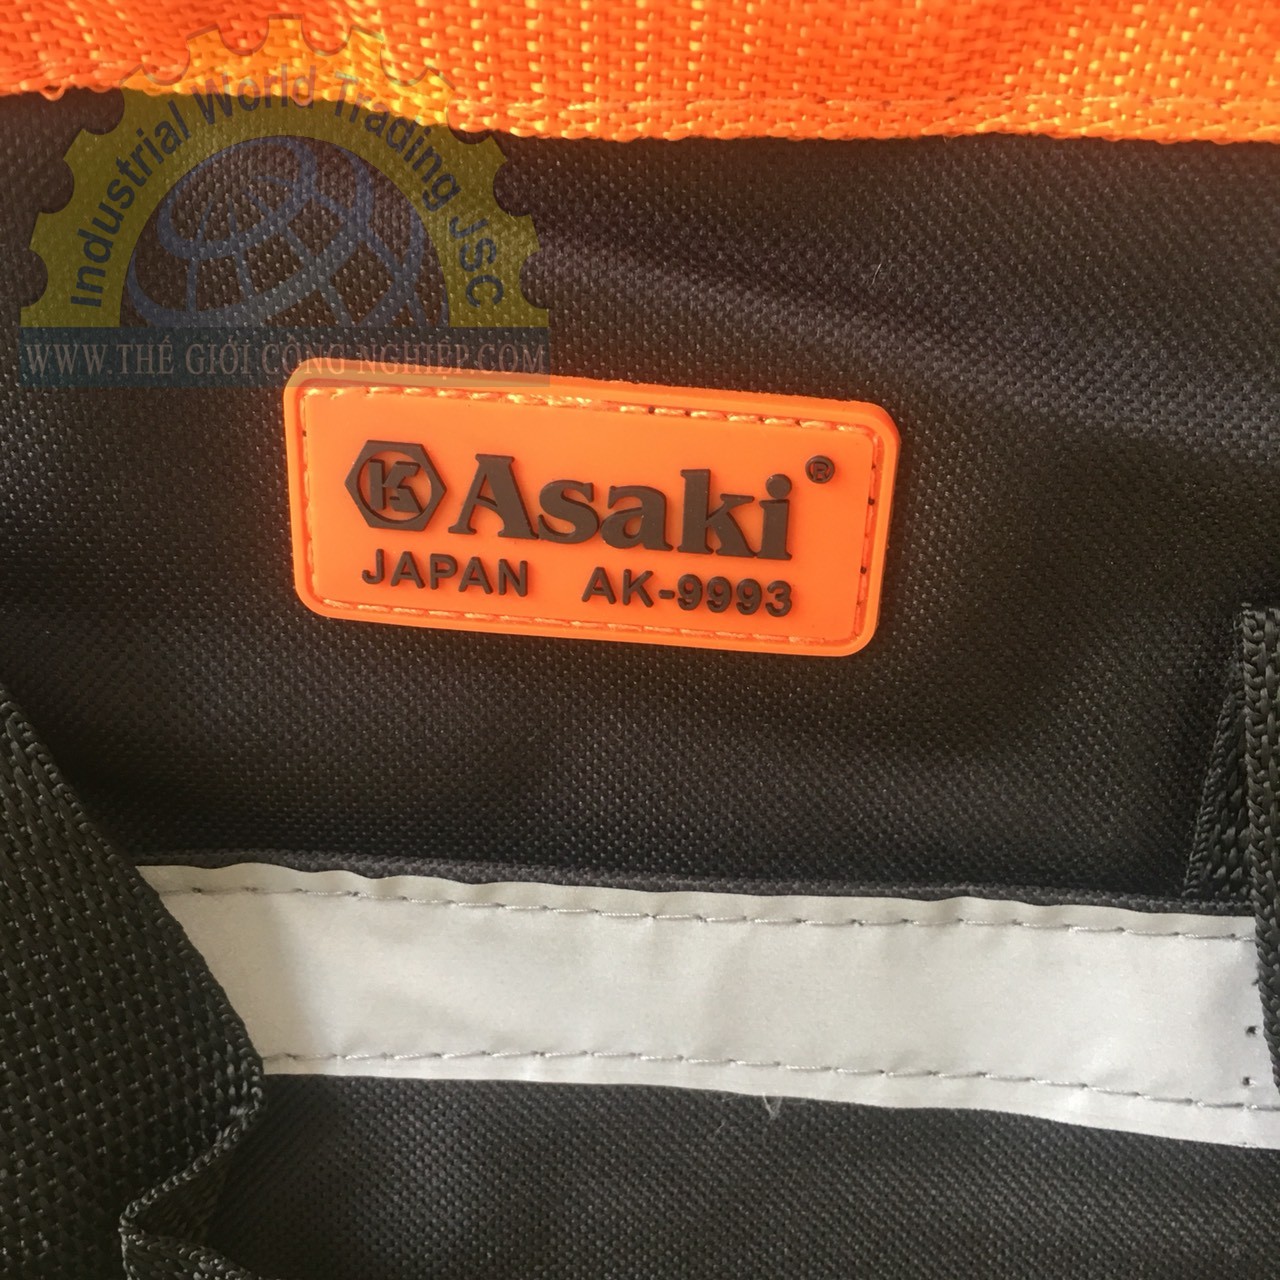 Industrial World Trading JSC
WWW.THẾ GIỚI CÔNG NGHIỆP.COM
Asaki®
JAPAN AK-9993